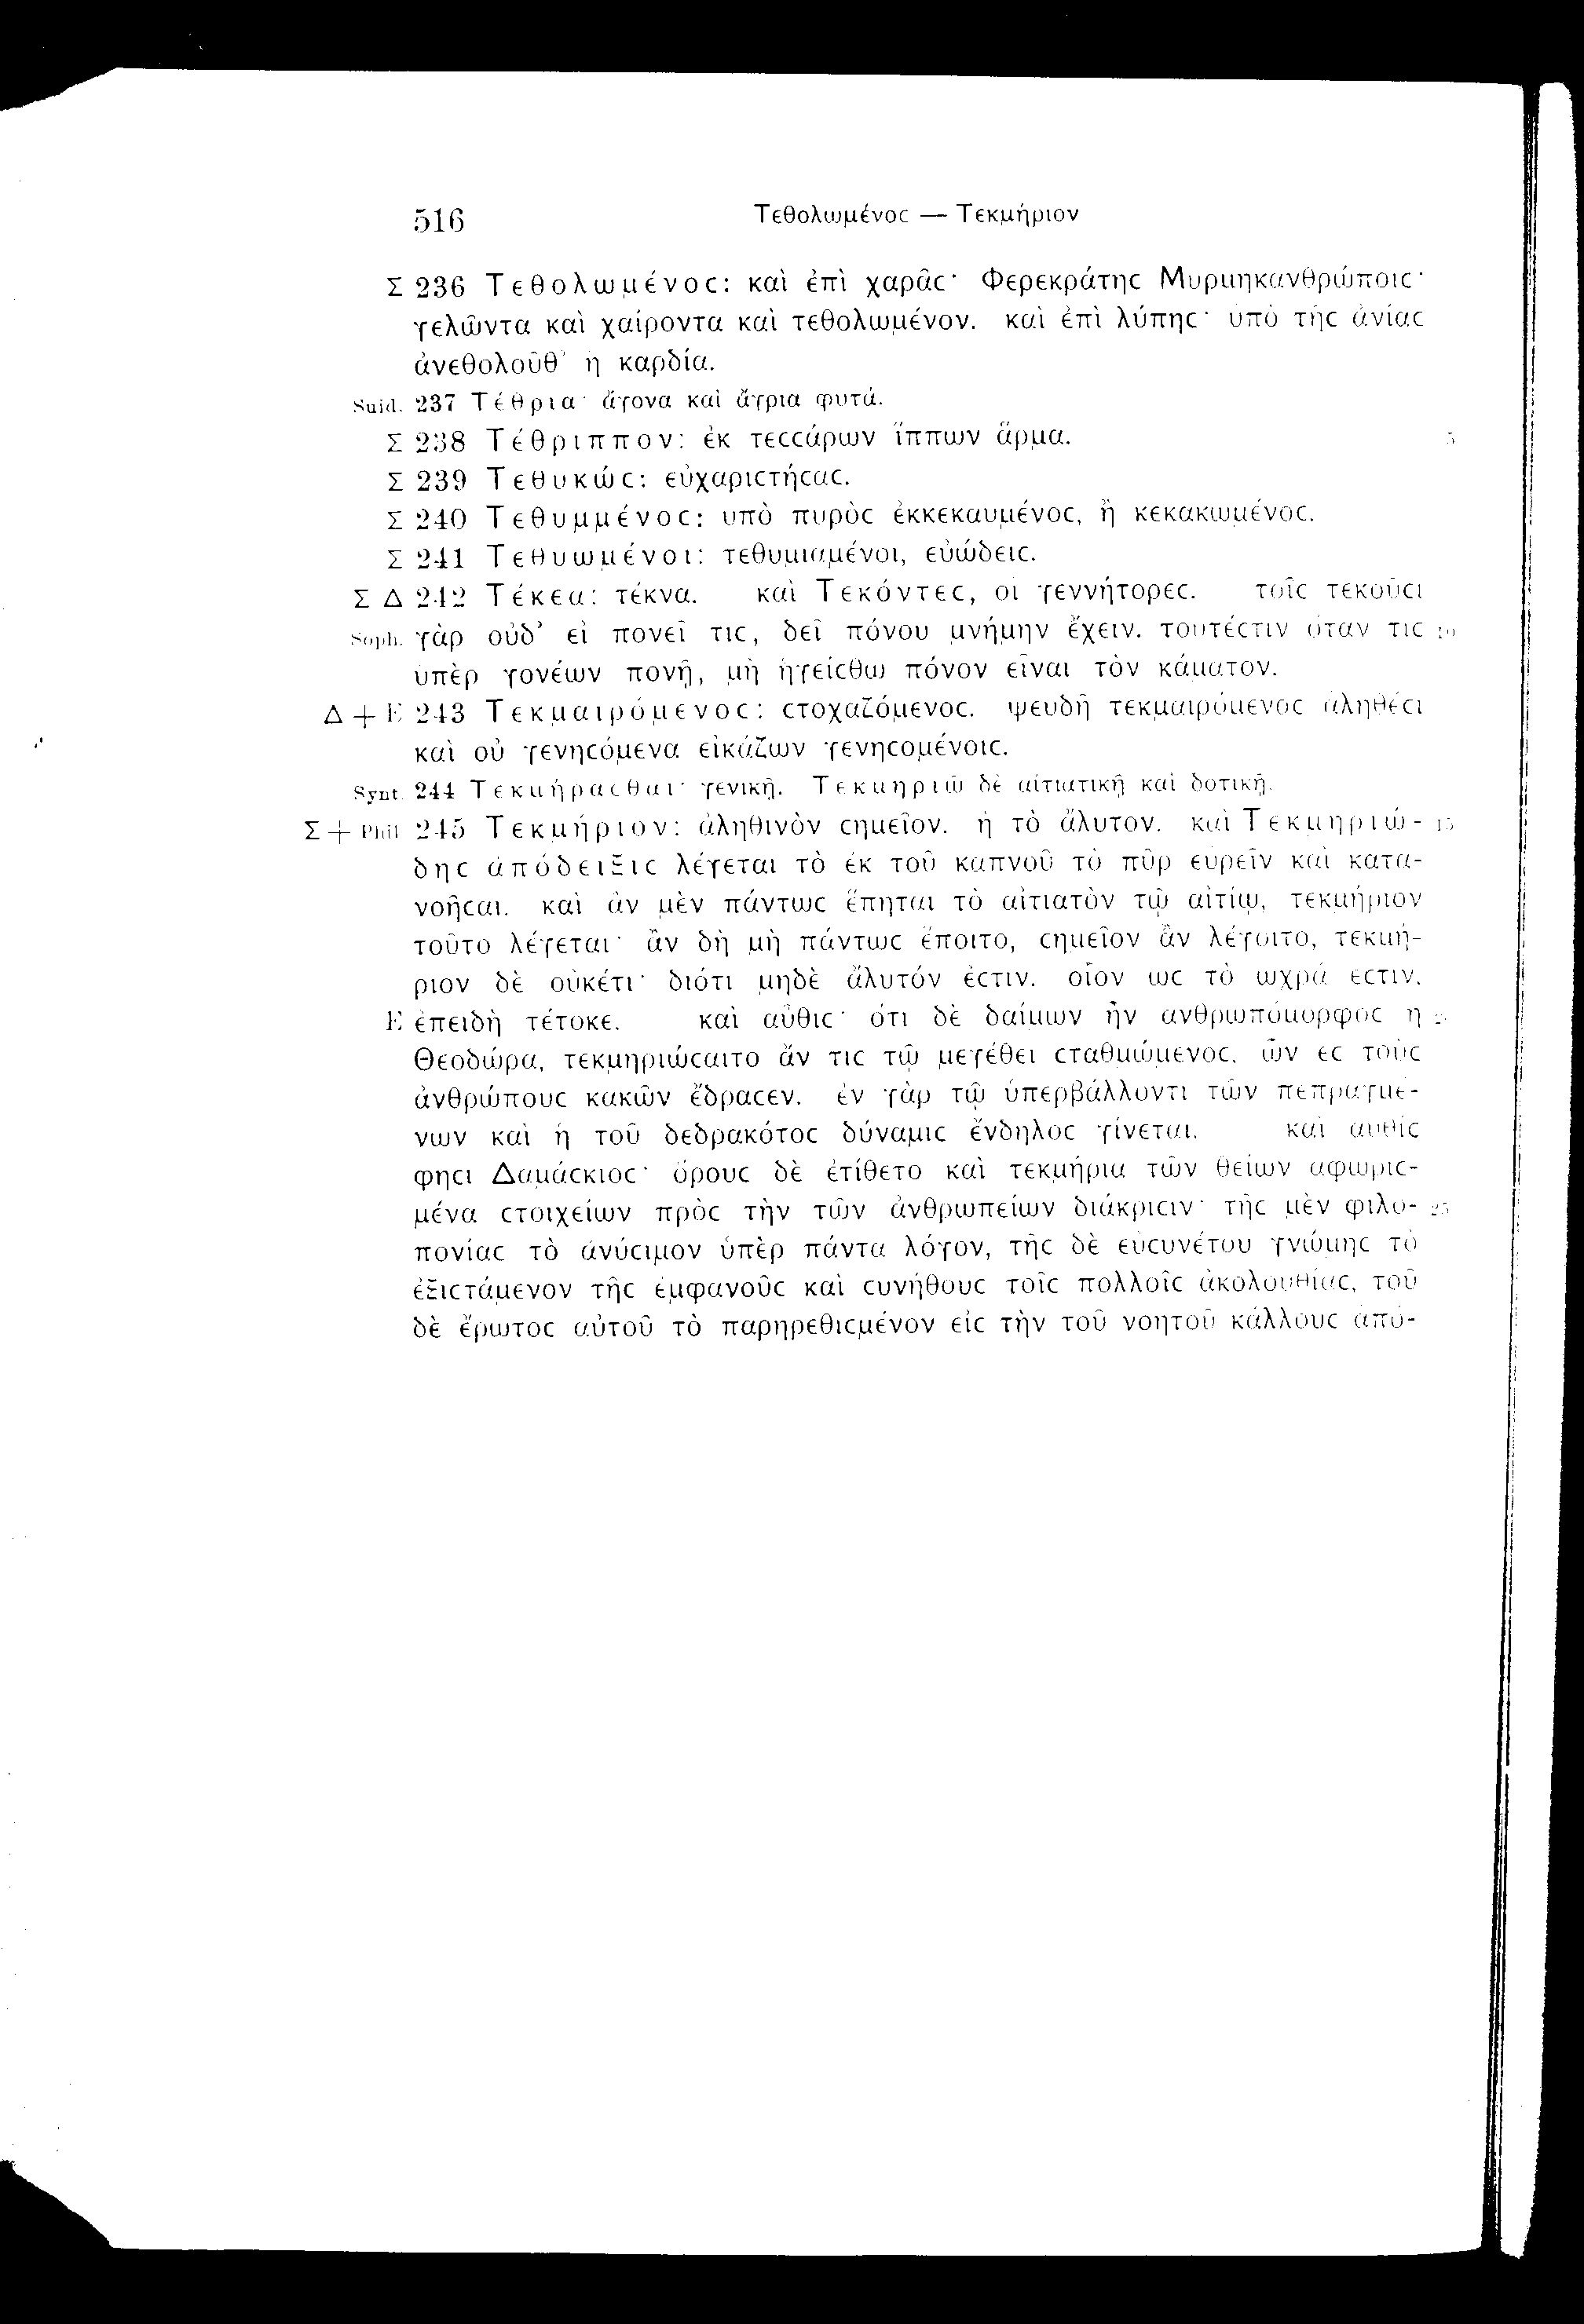 516 Τεθολωμένοϲ — Τεκμήριον
Σ 236 Τεθολωμένοϲ: καὶ ἐπὶ χαρᾶϲ· Φερεκράτηϲ Μυρμηκανθρώποιϲ·
γελῶντα καὶ χαίροντα καὶ τεθολωμένον. καὶ ἐπὶ λύπηϲ· ὑπὸ τῆϲ ἀνίαϲ
ἀνεθολοῦθ’ ἡ καρδία.
Suid. 237 Τέθρια· ἄγονα καὶ ἄγρια φυτά.
Σ 238 Τέθριππον: ἐκ τεϲϲάρων ἵππων ἅρμα. 5
Σ 239 Τεθυκώϲ: εὐχαριϲτήϲαϲ.
Σ 240 Τεθυμμένοϲ: ὑπὸ πυρὸϲ ἐκκεκαυμένοϲ, ἢ κεκακωμένοϲ.
Σ 241 Τεθυωμένοι: τεθυμιαμένοι, εὐώδειϲ.
Σ Δ 242 Τέκεα: τέκνα. καὶ Τεκόντεϲ, οἱ γεννήτορεϲ. τοῖϲ τεκοῦϲι
Soph. γὰρ οὐδ’ εἰ πονεῖ τιϲ, δεῖ πόνου μνήμην ἔχειν. τουτέϲτιν ὅταν τιϲ 10
ὑπὲρ γονέων πονῇ, μὴ ἡγείϲθω πόνον εἶναι τὸν κάματον.
Δ + E 243 Τεκμαιρόμενοϲ: ϲτοχαζόμενοϲ. ψευδῆ τεκμαιρόμενοϲ ἀληθέϲι
καὶ οὐ γενηϲόμενα εἰκάζων γενηϲομένοιϲ.
Synt. 244 Τεκμήραϲθαι· γενικῇ. Τεκμηριῶ δὲ αἰτιατικῇ καὶ δοτικῇ.
Σ + Phil 245 Τεκμήριον: ἀληθινὸν ϲημεῖον. ἢ τὸ ἄλυτον. καὶ Τεκμηριώ- 15
δηϲ ἀπόδειξιϲ λέγεται τὸ ἐκ τοῦ καπνοῦ τὸ πῦρ εὑρεῖν καὶ κατα-
νοῆϲαι. καὶ ἂν μὲν πάντωϲ ἕπηται τὸ αἰτιατὸν τῷ αἰτίῳ, τεκμήριον
τοῦτο λέγεται· ἂν δὴ μὴ πάντωϲ ἕποιτο, ϲημεῖον ἂν λέγοιτο, τεκμή-
ριον δὲ οὐκέτι· διότι μηδὲ ἄλυτόν ἐϲτιν. οἷον ὡϲ τὸ ὠχρά ἐϲτιν.
E ἐπειδὴ τέτοκε. καὶ αὖθιϲ· ὅτι δὲ δαίμων ἦν ἀνθρωπόμορφοϲ ἡ
Θεοδώρα, τεκμηριώϲαιτο ἄν τιϲ τῷ μεγέθει ϲταθμώμενοϲ, ὧν ἐϲ τοὺϲ
ἀνθρώπουϲ κακῶν ἔδραϲεν. ἐν γὰρ τῷ ὑπερβάλλοντι τῶν πεπραγμέ-
νων καὶ ἡ τοῦ δεδρακότοϲ δύναμιϲ ἔνδηλοϲ γίνεται. καὶ αὖθίϲ
φηϲι Δαμάϲκιοϲ· ὅρουϲ δὲ ἐτίθετο καὶ τεκμήρια τῶν θείων ἀφωριϲ-
μένα ϲτοιχείων πρὸϲ τὴν τῶν ἀνθρωπείων διάκριϲιν· τῆϲ μὲν φιλο- 25
πονίαϲ τὸ ἀνύϲιμον ὑπὲρ πάντα λόγον, τῆϲ δὲ εὐϲυνέτου γνώμηϲ τὸ
ἐξιϲτάμενον τῆϲ ἐμφανοῦϲ καὶ ϲυνήθουϲ τοῖϲ πολλοῖϲ ἀκολουθίαϲ, τοῦ
δὲ ἔρωτοϲ αὐτοῦ τὸ παρηρεθιϲμένον εἰϲ τὴν τοῦ νοητοῦ κάλλουϲ ἀπό-